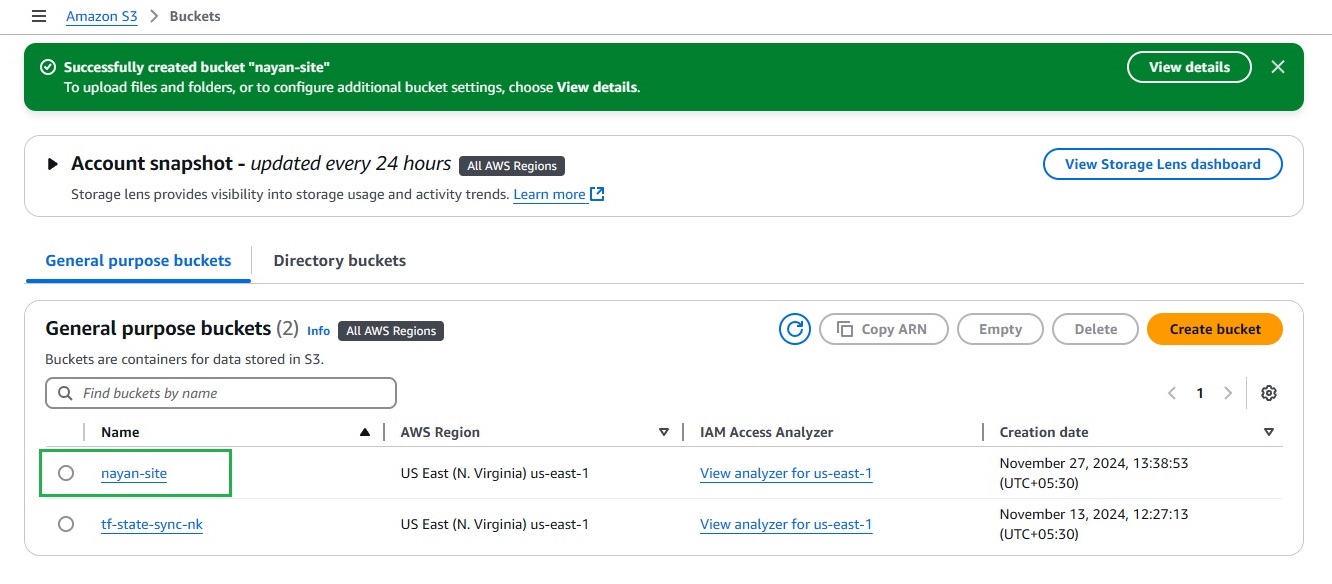 Amazon S3 > Buckets
Successfully created bucket "nayan-site"
To upload files and folders, or to configure additional bucket settings, choose View details.
View details
Account snapshot - updated every 24 hours All AWS Regions
View Storage Lens dashboard
Storage lens provides visibility into storage usage and activity trends. Learn more
General purpose buckets Directory buckets
General purpose buckets (2) Info All AWS Regions
Copy ARN Empty Delete Create bucket
Buckets are containers for data stored in S3.
Find buckets by name
1
Name AWS Region IAM Access Analyzer Creation date
nayan-site US East (N. Virginia) us-east-1 View analyzer for us-east-1 November 27, 2024, 13:38:53
(UTC+05:30)
tf-state-sync-nk US East (N. Virginia) us-east-1 View analyzer for us-east-1 November 13, 2024, 12:27:13
(UTC+05:30)